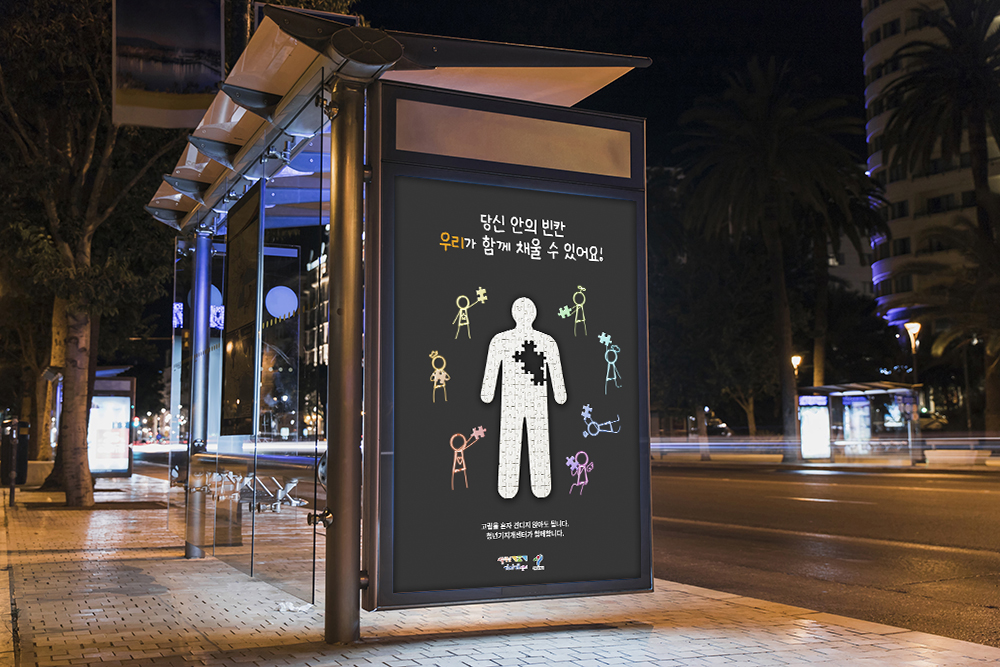 당신 안의 빈칸
우리가 함께 채울 수 있어요!
고립을 혼자 견디지 않아도 됩니다.
청년기지개센터가 함께합니다.